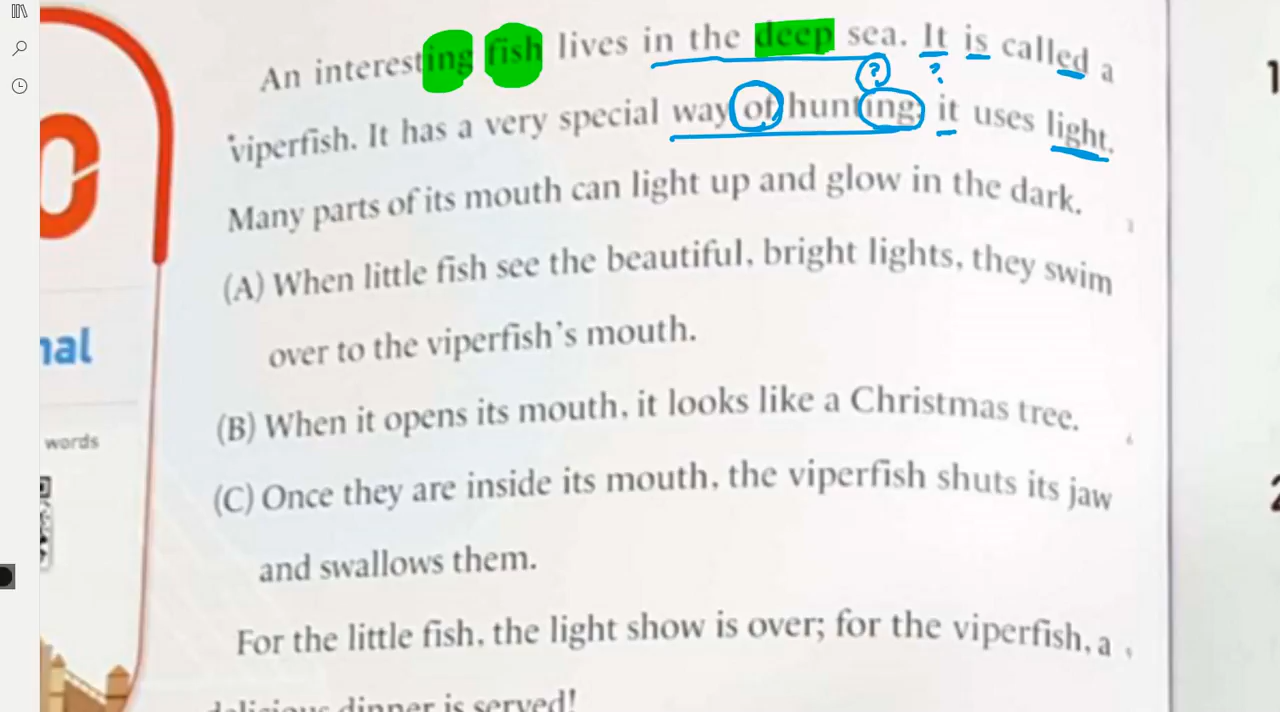 An interesting fish lives in the deep sea. It is called a
?
?
viperfish. It has a very special way of hunting; it uses light.
Many parts of its mouth can light up and glow in the dark.
(A) When little fish see the beautiful, bright lights, they swim
over to the viperfish's mouth.
(B) When it opens its mouth, it looks like a Christmas tree.
(C) Once they are inside its mouth, the viperfish shuts its jaw
and swallows them.
For the little fish, the light show is over; for the viperfish, a
delicious dinner is served!
nal
words
1
2